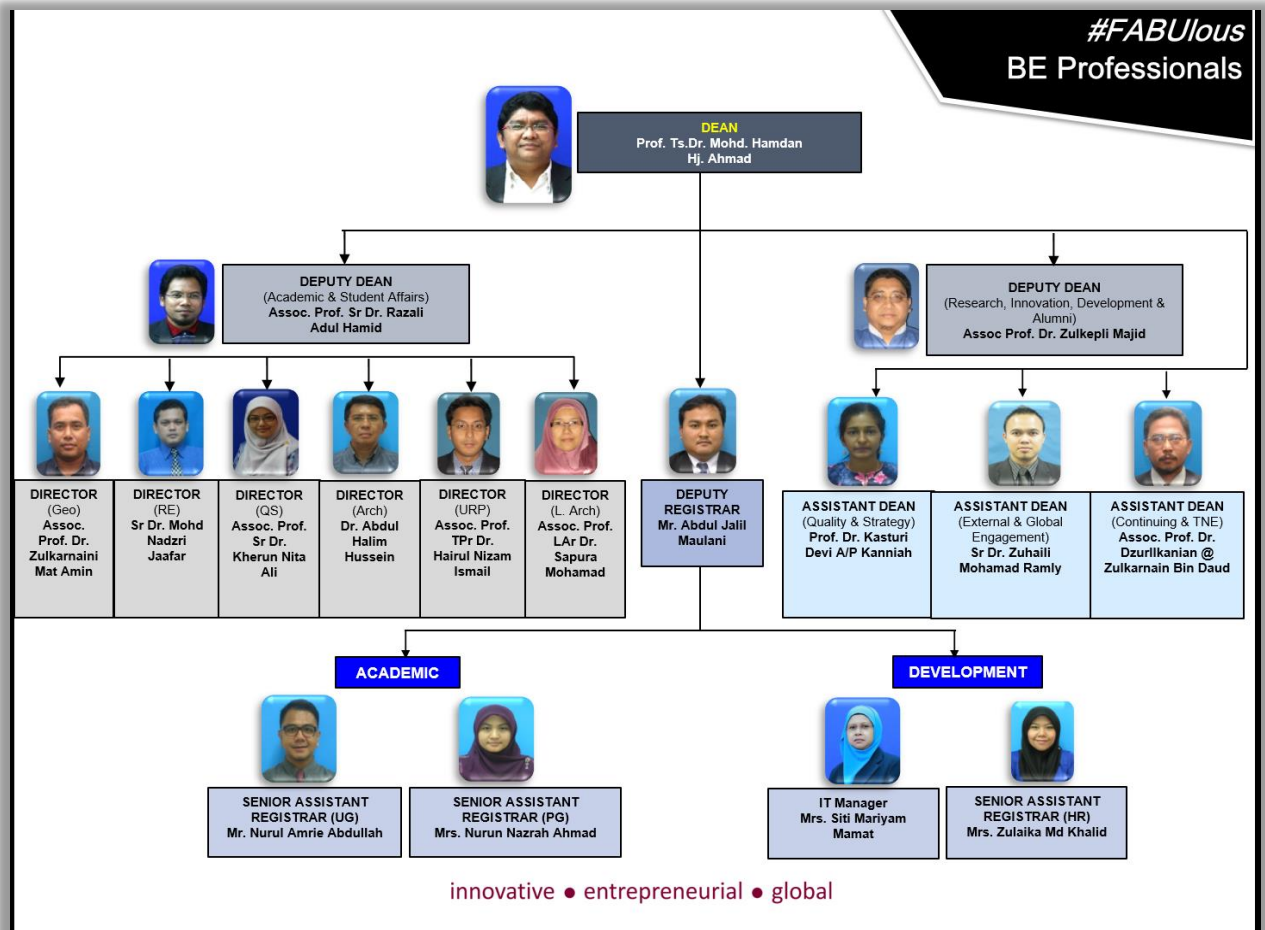 #FABUlous
BE Professionals
DEAN
Prof. Ts.Dr. Mohd. Hamdan
Hj. Ahmad
DEPUTY DEAN
(Academic & Student Affairs)
Assoc. Prof. Sr Dr. Razali
Adul Hamid
DEPUTY DEAN
(Research, Innovation, Development &
Alumni)
Assoc Prof. Dr. Zulkepli Majid
DIRECTOR
(Geo)
Assoc.
Prof. Dr.
Zulkarnaini
Mat Amin
DIRECTOR
(RE)
Sr Dr. Mohd
Nadzri
Jaafar
DIRECTOR
(QS)
Assoc. Prof.
Sr Dr.
Kherun Nita
Ali
DIRECTOR
(Arch)
Dr. Abdul
Halim
Hussein
DIRECTOR
(URP)
Assoc. Prof.
TPr Dr.
Hairul Nizam
Ismail
DIRECTOR
(L. Arch)
Assoc. Prof.
LAr Dr.
Sapura
Mohamad
DEPUTY
REGISTRAR
Mr. Abdul Jalil
Maulani
ASSISTANT DEAN
(Quality & Strategy)
Prof. Dr. Kasturi
Devi A/P Kanniah
ASSISTANT DEAN
(External & Global
Engagement)
Sr Dr. Zuhaili
Mohamad Ramly
ASSISTANT DEAN
(Continuing & TNE)
Assoc. Prof. Dr.
Dzurllkanian @
Zulkarnain Bin Daud
ACADEMIC
DEVELOPMENT
SENIOR ASSISTANT
REGISTRAR (UG)
Mr. Nurul Amrie Abdullah
SENIOR ASSISTANT
REGISTRAR (PG)
Mrs. Nurun Nazrah Ahmad
IT Manager
Mrs. Siti Mariyam
Mamat
SENIOR ASSISTANT
REGISTRAR (HR)
Mrs. Zulaika Md Khalid
innovative ● entrepreneurial ● global